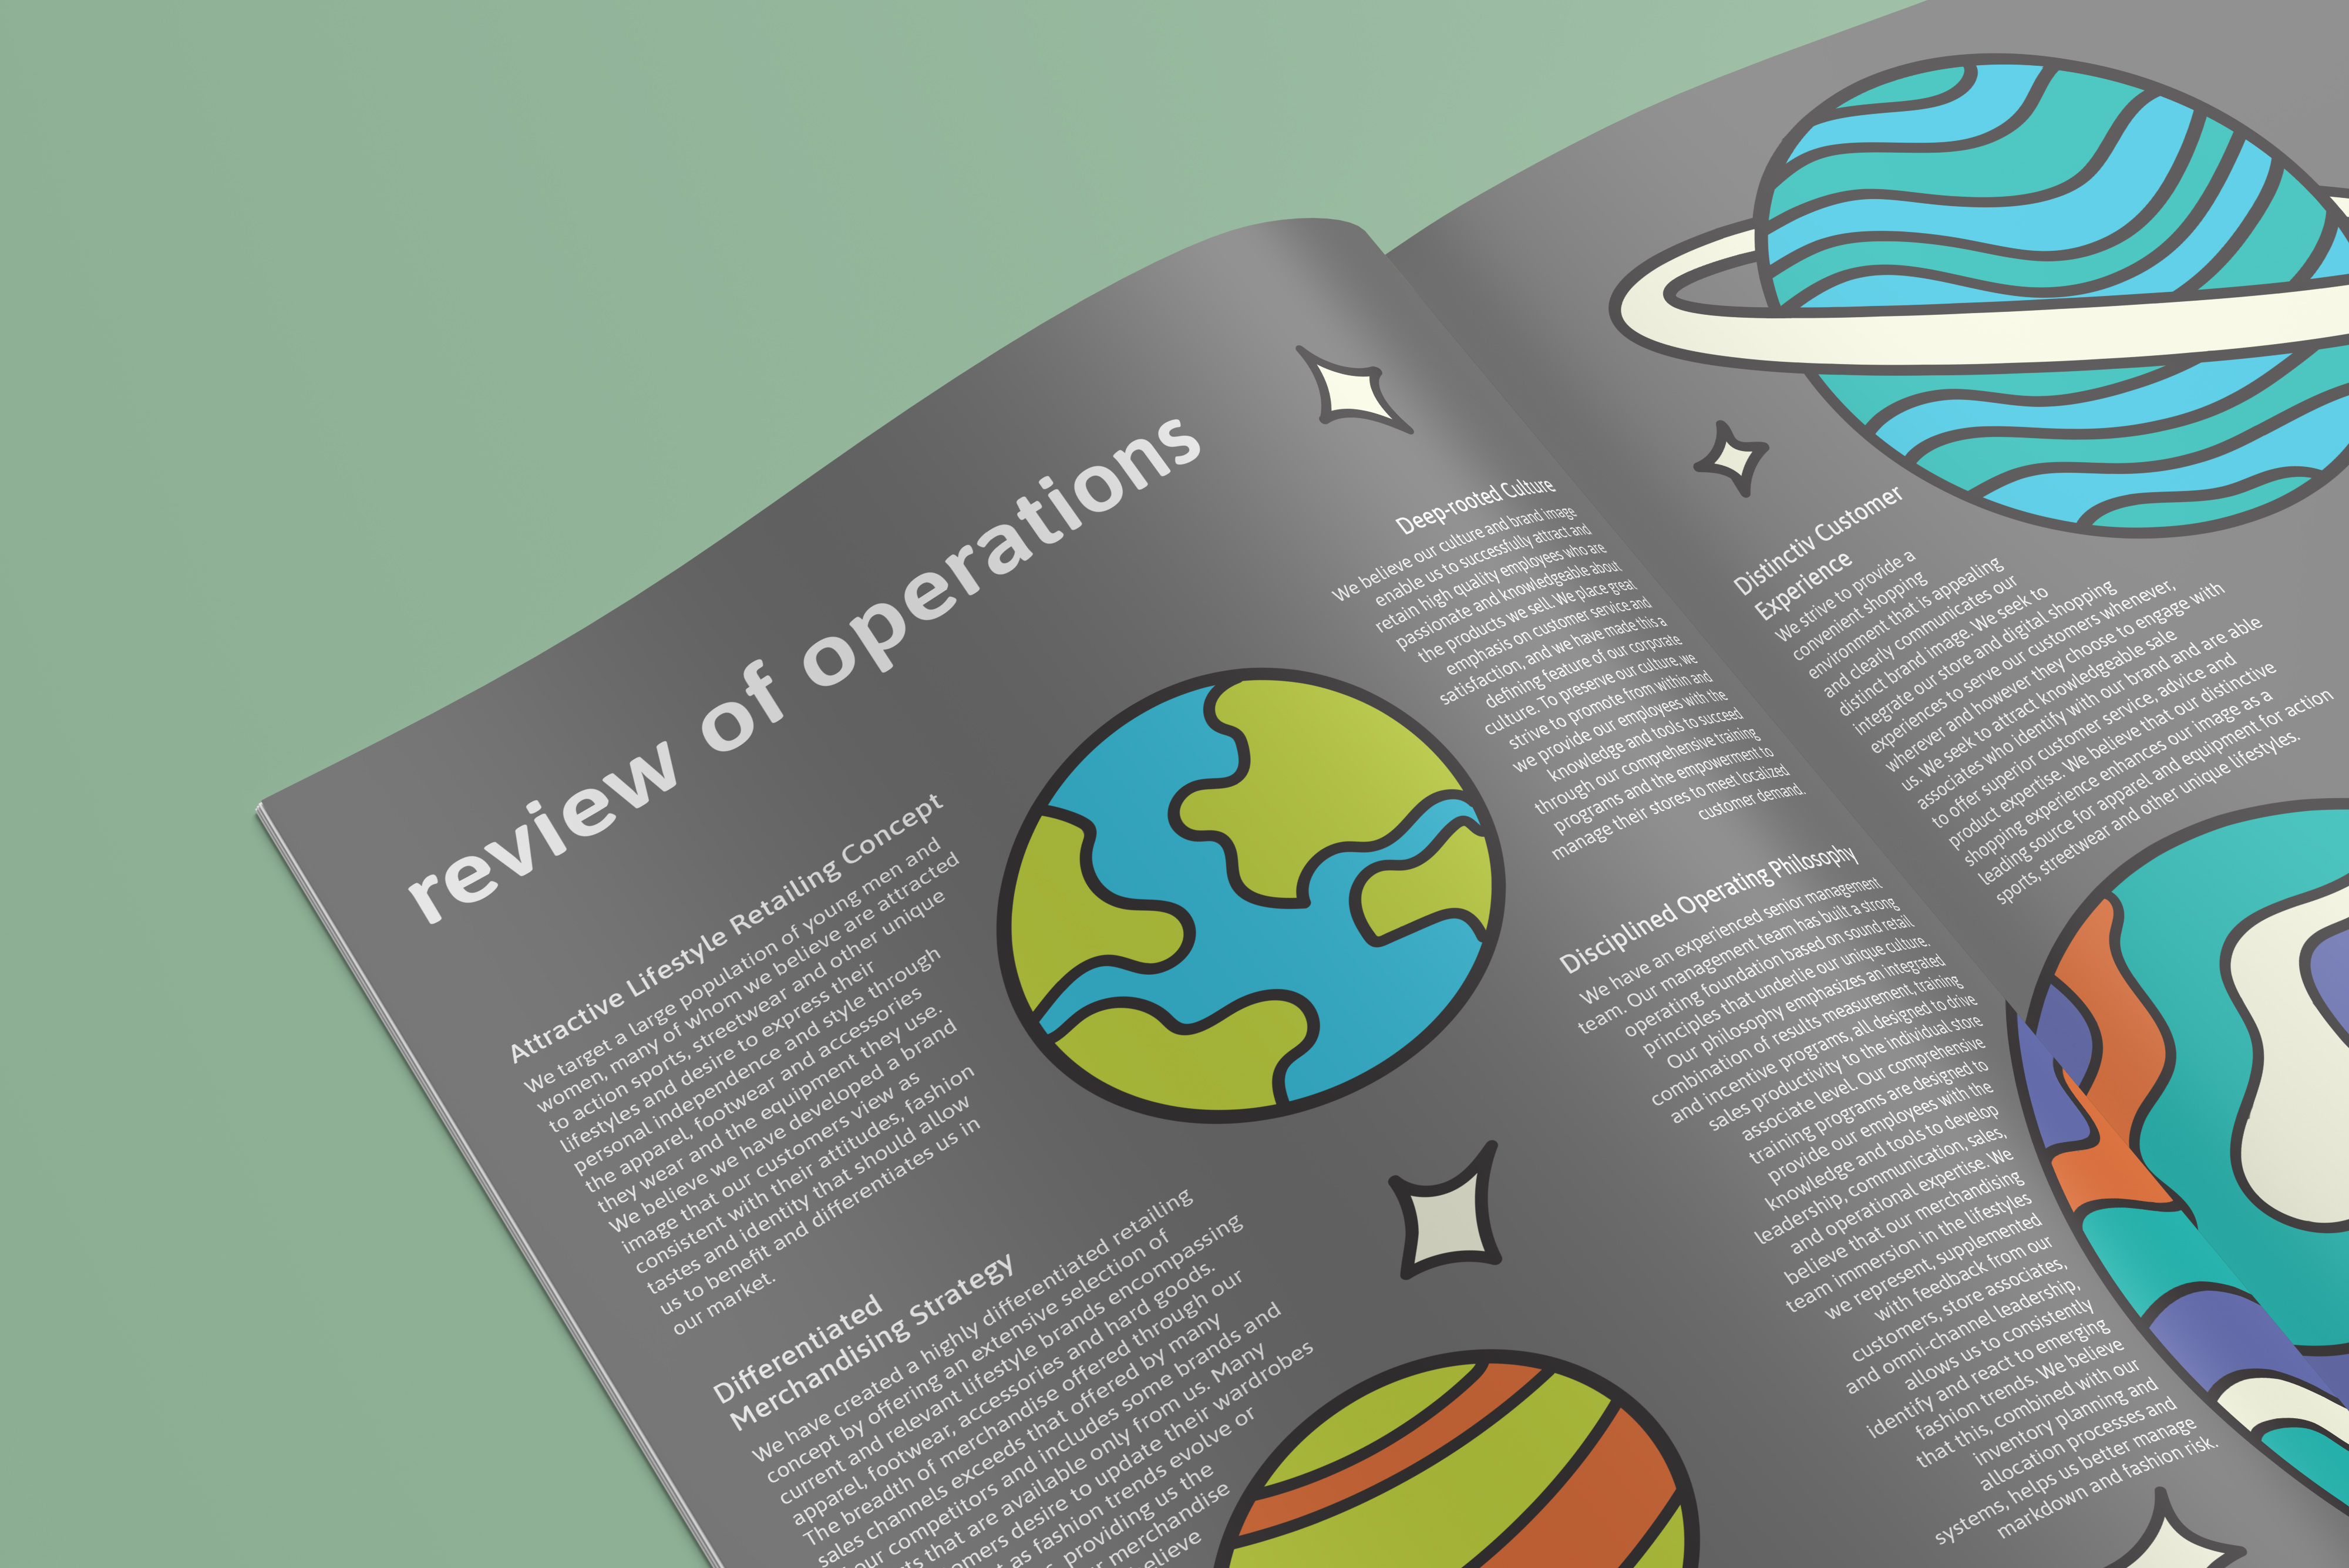 review of operations
Attractive Lifestyle Retailing Concept
We target a large population of young men and
women, many of whom we believe are attracted
to action sports, streetwear and other unique
lifestyles and desire to express their
personal independence and style through
the apparel, footwear and accessories
they wear and the equipment they use.
We believe we have developed a brand
image that our customers view as
consistent with their attitudes, fashion
tastes and identity that should allow
us to benefit and differentiates us in
our market.
Differentiated
Merchandising Strategy
We have created a highly differentiated retailing
concept by offering an extensive selection of
current and relevant lifestyle brands encompassing
apparel, footwear, accessories and hard goods.
The breadth of merchandise offered through our
sales channels exceeds that offered by many
our competitors and includes some brands and
that are available only from us. Many
desire to update their wardrobes
as fashion trends evolve or
providing us the
merchandise
Deep-rooted Culture
We believe our culture and brand image
enable us to successfully attract and
retain high quality employees who are
passionate and knowledgeable about
the products we sell. We place great
emphasis on customer service and
satisfaction, and we have made this a
defining feature of our corporate
culture. To preserve our culture, we
strive to promote from within and
we provide our employees with the
knowledge and tools to succeed
through our comprehensive training
programs and the empowerment to
manage their stores to meet localized
customer demand.
Disciplined Operating Philosophy
We have an experienced senior management
team. Our management team has built a strong
operating foundation based on sound retail
principles that underlie our unique culture.
Our philosophy emphasizes an integrated
combination of results measurement, training
and incentive programs, all designed to drive
sales productivity to the individual store
associate level. Our comprehensive
training programs are designed to
provide our employees with the
knowledge and tools to develop
leadership, communication, sales,
and operational expertise. We
believe that our merchandising
team immersion in the lifestyles
we represent, supplemented
with feedback from our
customers, store associates,
and omni-channel leadership,
allows us to consistently
identify and react to emerging
fashion trends. We believe
that this, combined with our
inventory planning and
allocation processes and
systems, helps us better manage
markdown and fashion risk.
Distinctiv Customer
Experience
We strive to provide a
convenient shopping
environment that is appealing
and clearly communicates our
distinct brand image. We seek to
integrate our store and digital shopping
experiences to serve our customers whenever,
wherever and however they choose to engage with
us. We seek to attract knowledgeable sale
associates who identify with our brand and are able
to offer superior customer service, advice and
product expertise. We believe that our distinctive
shopping experience enhances our image as a
leading source for apparel and equipment for action
sports, streetwear and other unique lifestyles.